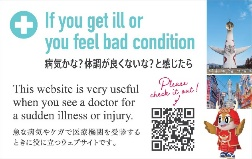 If you get ill or
you feel bad condition
病気かな?体調が良くないな?と感じたら
This website is very useful
when you see a doctor for
a sudden illness or injury.
急な病気やケガで医療機関を受診する
ときに役に立つウェブサイトです。
Please
check it out!